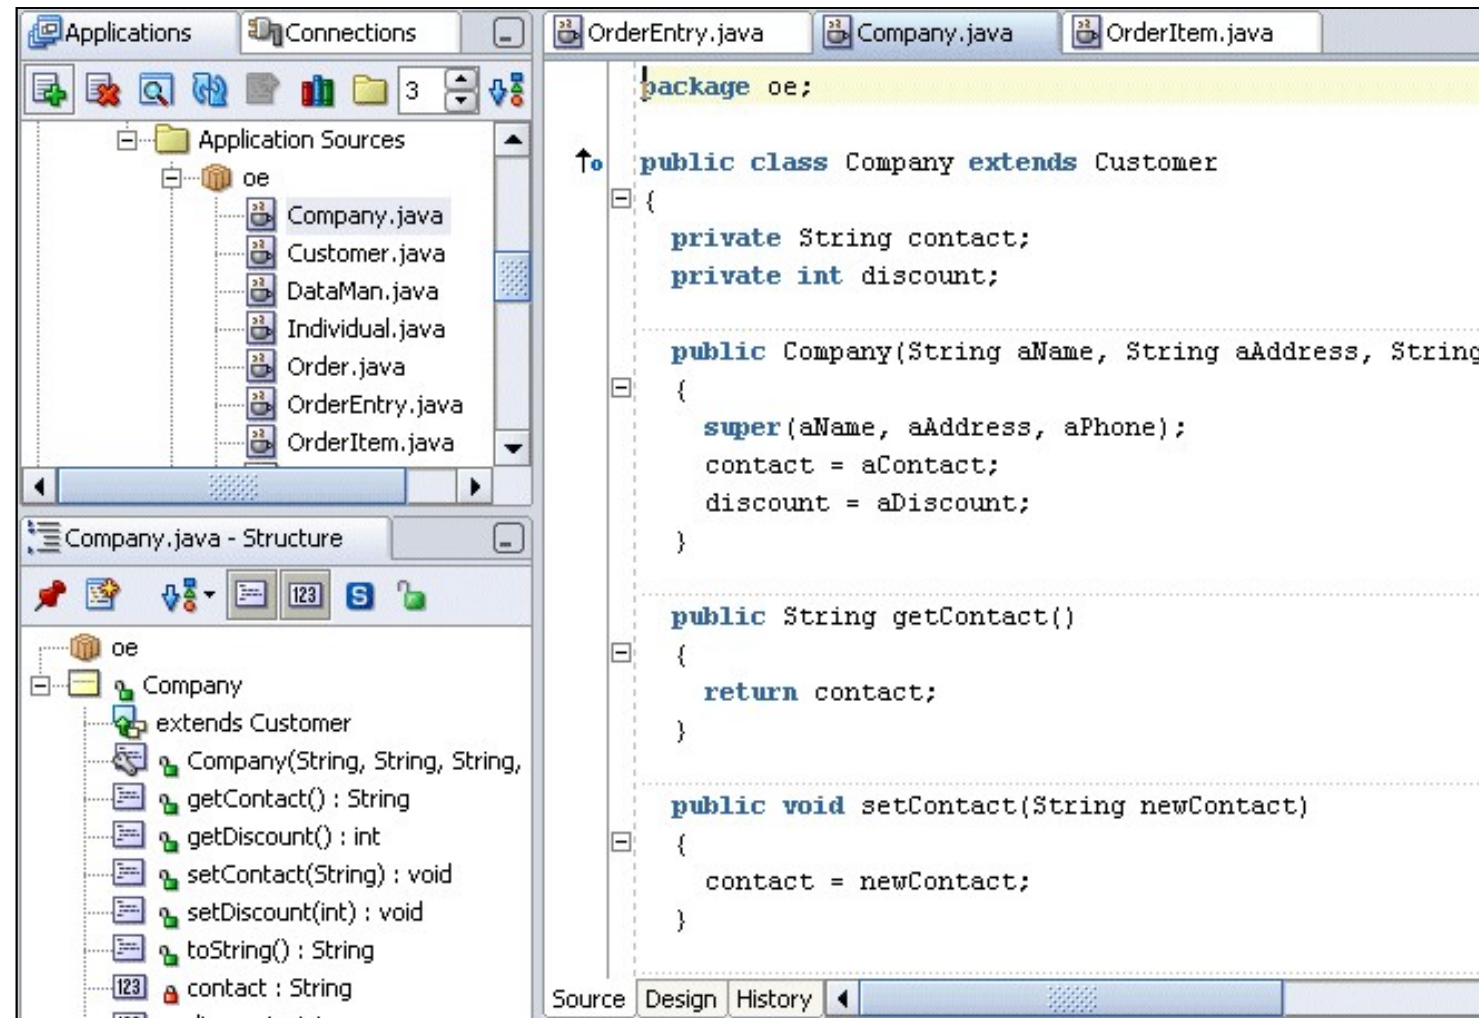 Applications
Connections
3
Application Sources
oe
Company.java
Customer.java
DataMan.java
Individual.java
Order.java
OrderEntry.java
OrderItem.java
Company.java - Structure
123
S
oe
Company
extends Customer
Company(String, String, String,
getContact() : String
getDiscount() : int
setContact(String) : void
setDiscount(int) : void
toString() : String
123 contact : String
OrderEntry.java
Company.java
OrderItem.java
package oe;
public class Company extends Customer
{
private String contact;
private int discount;
public Company(String aName, String aAddress, String
{
super(aName, aAddress, aPhone);
contact = aContact;
discount = aDiscount;
}
public String getContact()
{
return contact;
}
public void setContact(String newContact)
{
contact = newContact;
}
Source Design History